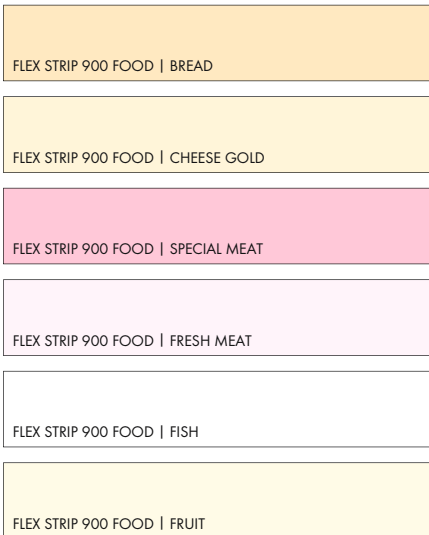 FLEX STRIP 900 FOOD | BREAD
FLEX STRIP 900 FOOD | CHEESE GOLD
FLEX STRIP 900 FOOD | SPECIAL MEAT
FLEX STRIP 900 FOOD | FRESH MEAT
FLEX STRIP 900 FOOD | FISH
FLEX STRIP 900 FOOD | FRUIT